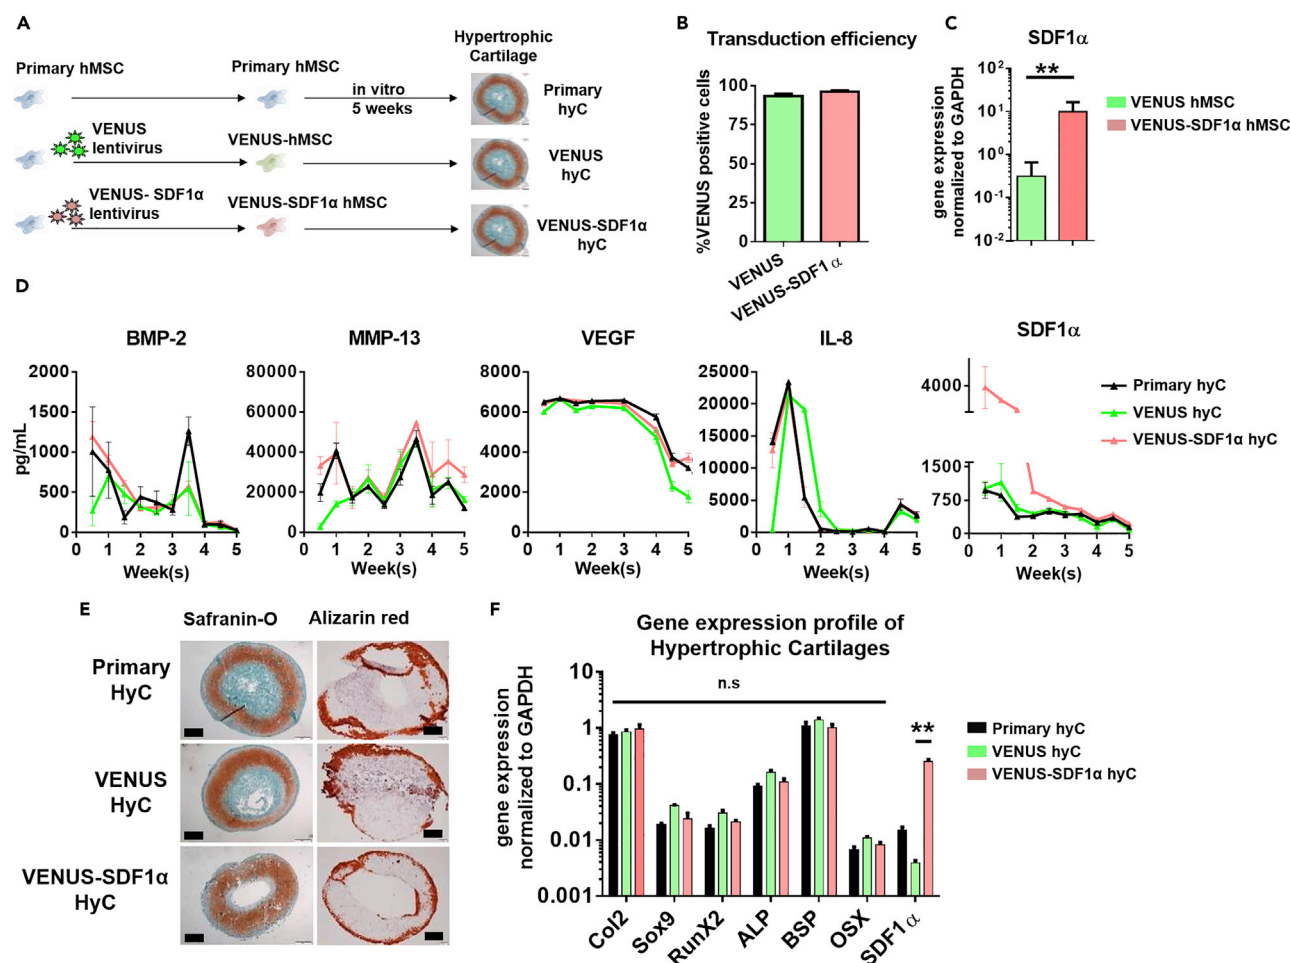 A
Primary hMSC
Primary hMSC
in vitro
5 weeks
Hypertrophic
Cartilage
Primary
hyC
VENUS
lentivirus
VENUS-hMSC
VENUS
hyC
VENUS- SDF1α
lentivirus
VENUS-SDF1α hMSC
VENUS-SDF1α
hyC
B
Transduction efficiency
%VENUS positive cells
100
75
50
25
0
VENUS
VENUS-SDF1α
C
SDF1α
gene expression
normalized to GAPDH
10²
10¹
10⁰
10⁻¹
10⁻²
**
VENUS hMSC
VENUS-SDF1α hMSC
D
BMP-2
pg/mL
2000
1500
1000
500
0
0 1 2 3 4 5
Week(s)
MMP-13
80000
60000
40000
20000
0
0 1 2 3 4 5
Week(s)
VEGF
8000
6000
4000
2000
0
0 1 2 3 4 5
Week(s)
IL-8
25000
20000
15000
10000
5000
0
0 1 2 3 4 5
Week(s)
SDF1α
4000
1500
750
0
0 1 2 3 4 5
Week(s)
Primary hyC
VENUS hyC
VENUS-SDF1α hyC
E
Safranin-O Alizarin red
Primary
HyC
VENUS
HyC
VENUS-SDF1α
HyC
F
Gene expression profile of
Hypertrophic Cartilages
gene expression
normalized to GAPDH
10
1
0.1
0.01
0.001
n.s
**
Col2
Sox9
RunX2
ALP
BSP
OSX
SDF1α
Primary hyC
VENUS hyC
VENUS-SDF1α hyC